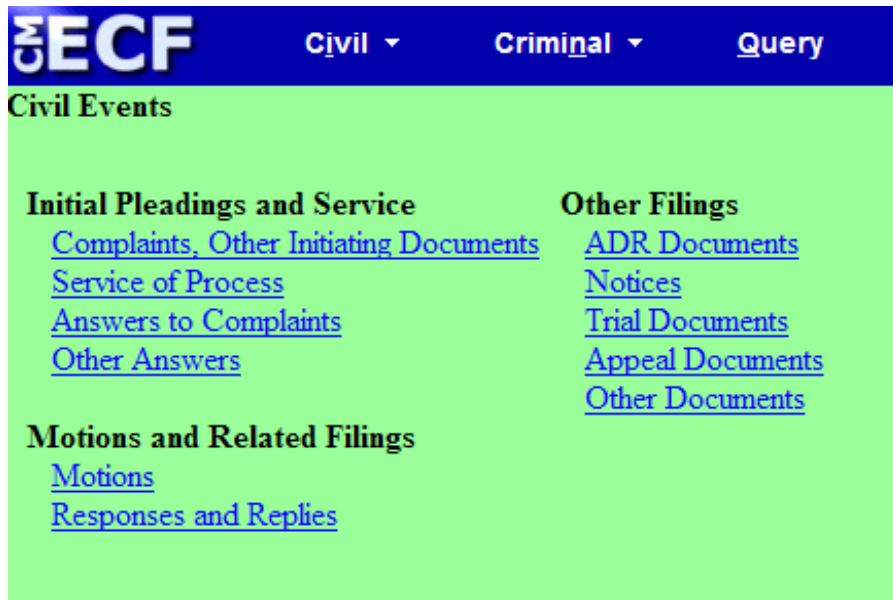 CM ECF Civil Criminal Query
Civil Events
Initial Pleadings and Service
Complaints, Other Initiating Documents
Service of Process
Answers to Complaints
Other Answers
Motions and Related Filings
Motions
Responses and Replies
Other Filings
ADR Documents
Notices
Trial Documents
Appeal Documents
Other Documents